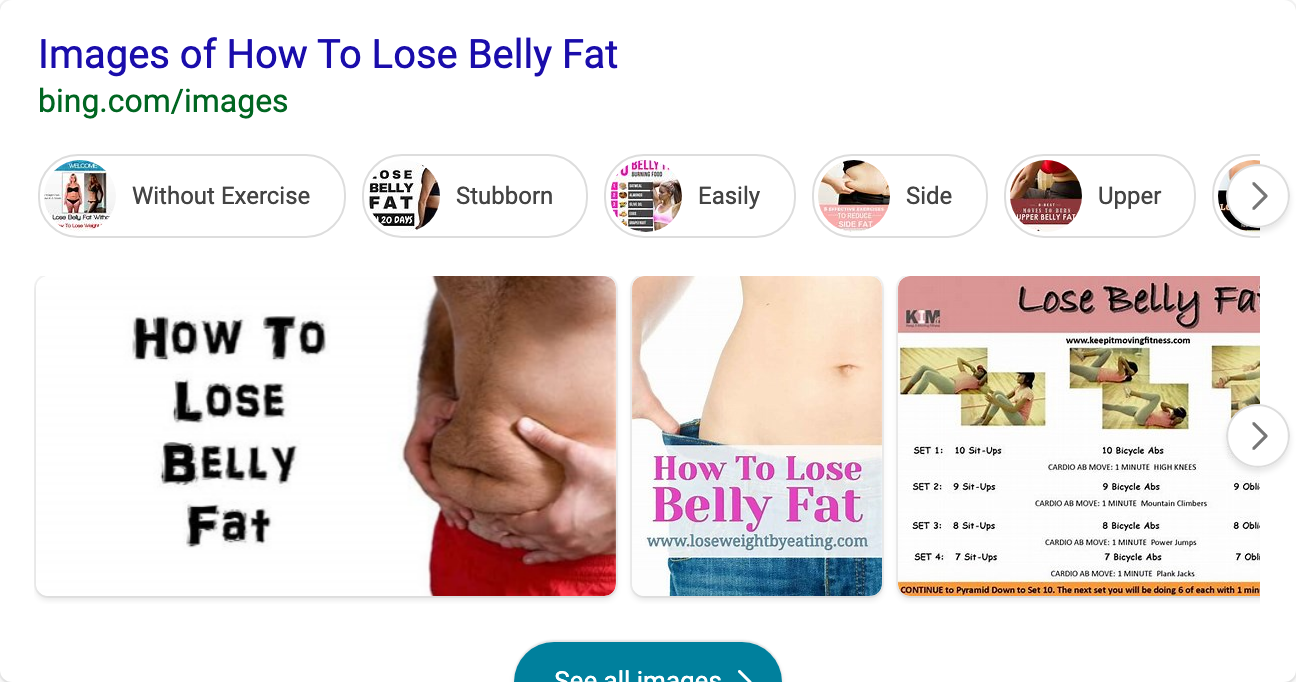 Images of How To Lose Belly Fat
bing.com/images
WELCOME
Lose Belly Fat
How To Lose Weight
Without Exercise
LOSE
BELLY
FAT
20 DAYS
Stubborn
BELLY
BURNING FOOD
Easily
TO REDUCE
SIDE FAT
Side
UPPER BELLY FAT
Upper
How To
Lose
Belly
Fat
How To Lose
Belly Fat
www.loseweightbyeating.com
Lose Belly Fat
KIM
www.keepitmovingfitness.com
SET 1: 10 Sit-Ups 10 Bicycle Abs
CARDIO AB MOVE: 1 MINUTE HIGH KNEES
SET 2: 9 Sit-Ups 9 Bicycle Abs 9 Obli
CARDIO AB MOVE: 1 MINUTE Mountain Climbers
SET 3: 8 Sit-Ups 8 Bicycle Abs 8 Obli
CARDIO AB MOVE: 1 MINUTE Power Jumps
SET 4: 7 Sit-Ups 7 Bicycle Abs 7 Obli
CARDIO AB MOVE: 1 MINUTE Plank Jacks
CONTINUE to Pyramid Down to Set 10. The next set you will be doing 6 of each with 1 min
See all images